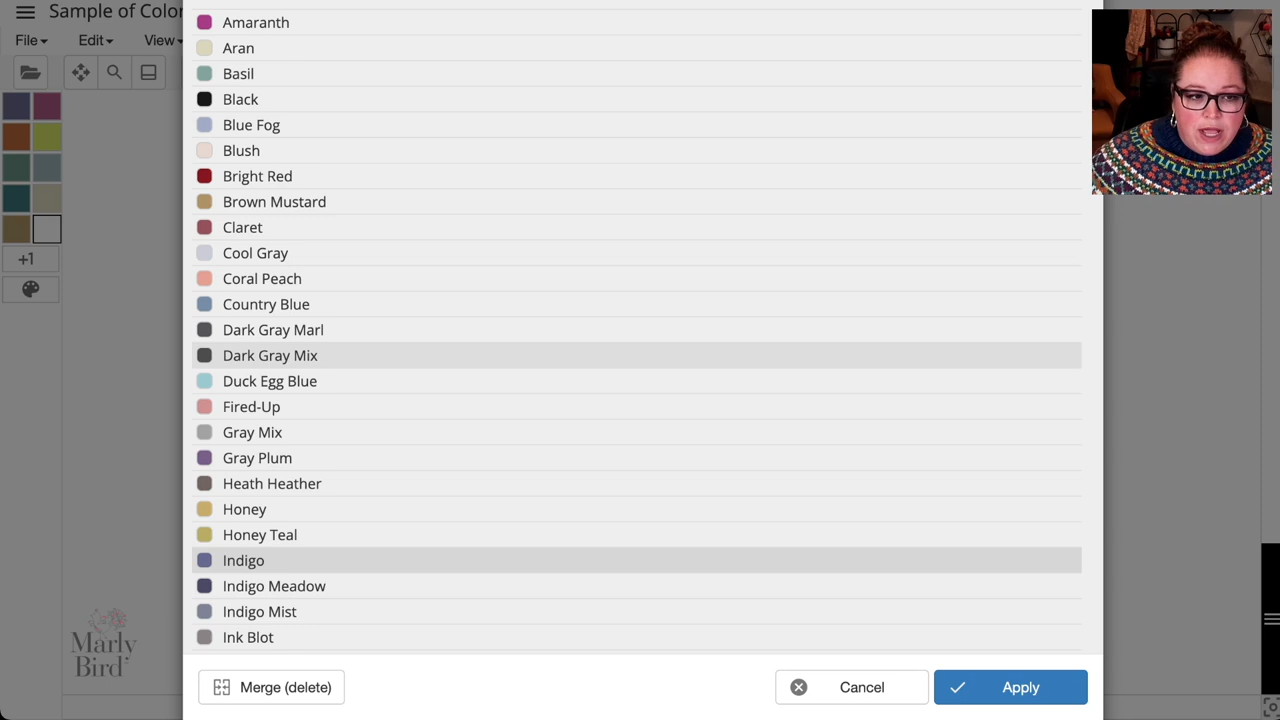 Sample of Color
File
Edit
View
+1
Amaranth
Aran
Basil
Black
Blue Fog
Blush
Bright Red
Brown Mustard
Claret
Cool Gray
Coral Peach
Country Blue
Dark Gray Marl
Dark Gray Mix
Duck Egg Blue
Fired-Up
Gray Mix
Gray Plum
Heath Heather
Honey
Honey Teal
Indigo
Indigo Meadow
Indigo Mist
Ink Blot
Marly
Bird
Merge (delete)
Cancel
Apply